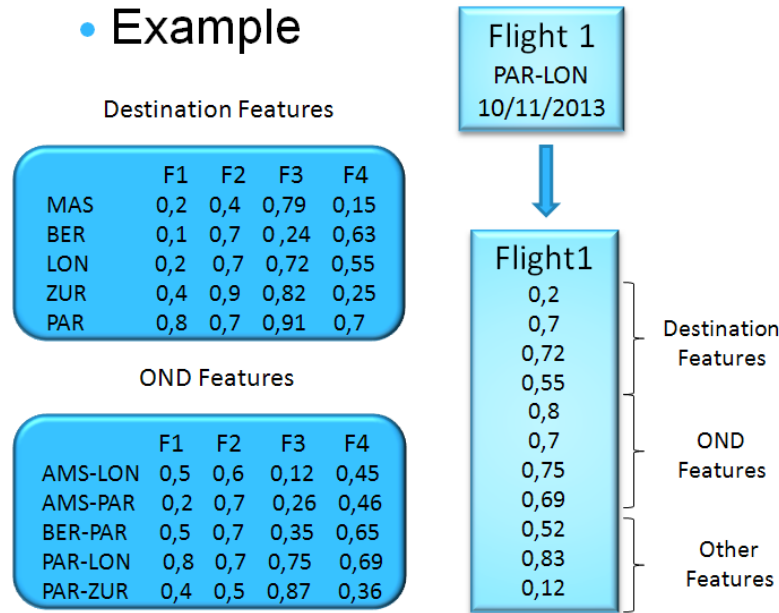 • Example
Destination Features
F1 F2 F3 F4
MAS 0,2 0,4 0,79 0,15
BER 0,1 0,7 0 ,24 0,63
LON 0,2 0,7 0,72 0,55
ZUR 0,4 0,9 0,82 0,25
PAR 0,8 0,7 0,91 0,7
OND Features
F1 F2 F3 F4
AMS-LON 0,5 0,6 0,12 0,45
AMS-PAR 0,2 0,7 0,26 0,46
BER-PAR 0,5 0,7 0,35 0,65
PAR-LON 0,8 0,7 0,75 0,69
PAR-ZUR 0,4 0,5 0,87 0,36
Flight 1
PAR-LON
10/11/2013
Flight1
0,2
0,7
0,72
0,55
0,8
0,7
0,75
0,69
0,52
0,83
0,12
Destination
Features
OND
Features
Other
Features